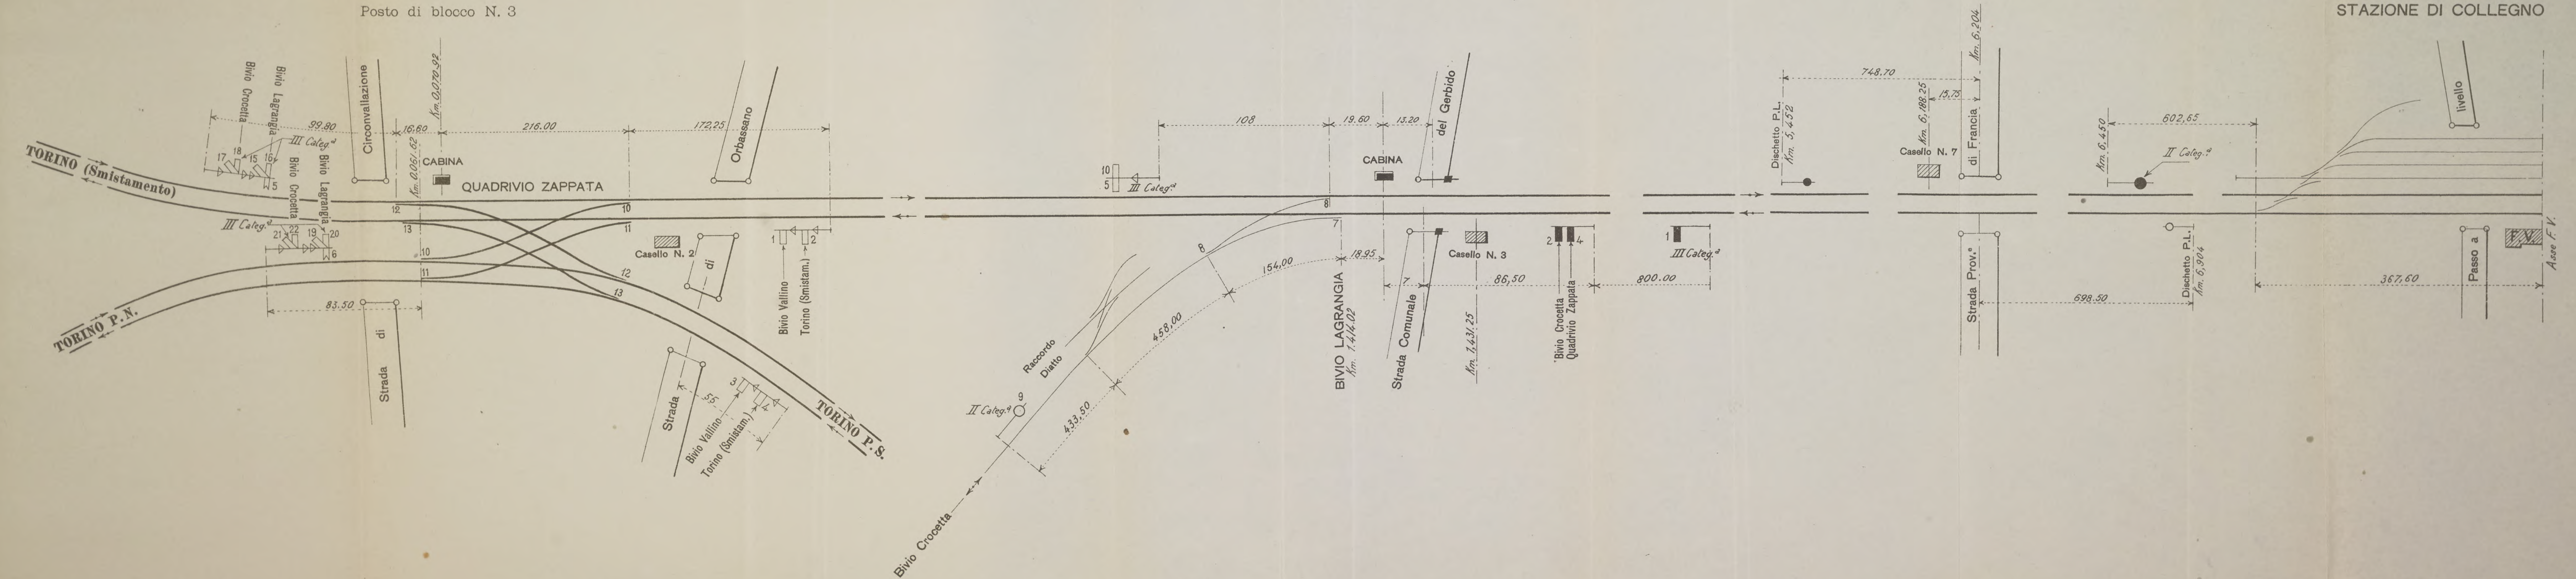 Posto di blocco N. 3
STAZIONE DI COLLEGNO
Bivio Crocetta
Bivio Lagrangia
99.80
III Categ.ª
17
18
15
16
5
Bivio Crocetta
Bivio Lagrangia
III Categ.ª
21
22
19
20
6
TORINO (Smistamento)
TORINO P.N.
83.50
Circonvallazione
Strada di
16.60
Km. 0,070.92
Km. 0,061.62
CABINA
216.00
172,25
QUADRIVIO ZAPPATA
12
13
10
11
10
11
12
13
Casello N. 2
Orbassano
di
Strada
55
1
2
Bivio Vallino
Torino (Smistam.)
3
4
Bivio Vallino
Torino (Smistam.)
TORINO P. S.
10
5
III Categ.ª
108
19.60
13.20
CABINA
del Gerbido
8
7
8
154,00
18.95
7
458,00
433,50
Raccordo
Diatto
9
II Categ.ª
Bivio Crocetta
BIVIO LAGRANGIA
Km. 1.414.02
Strada Comunale
Casello N. 3
Km. 1,431.25
86,50
2
4
Bivio Crocetta
Quadrivio Zappata
800.00
1
III Categ.ª
748.70
Dischetto P.L.
Km. 5,452
15,75
Km. 6,188.25
Casello N. 7
di Francia
Km. 6,204
Strada Prov.ª
698.50
Km. 6,450
602,65
II Categ.ª
Dischetto P.L.
Km. 6,904
367,60
livello
Passo a
F.V.
Asse F.V.